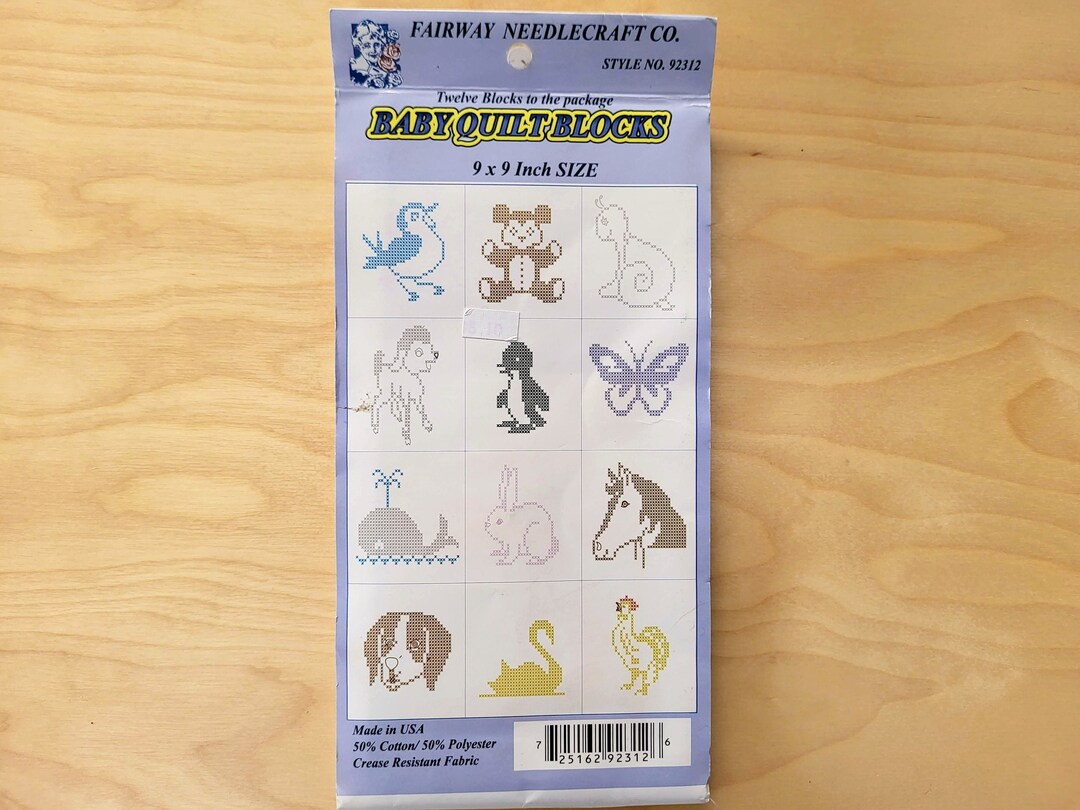 FAIRWAY NEEDLECRAFT CO.
STYLE NO. 92312
Twelve Blocks to the package
BABY QUILT BLOCKS
9 x 9 Inch SIZE
Made in USA
50% Cotton/ 50% Polyester
Crease Resistant Fabric
7 25162 92312 6